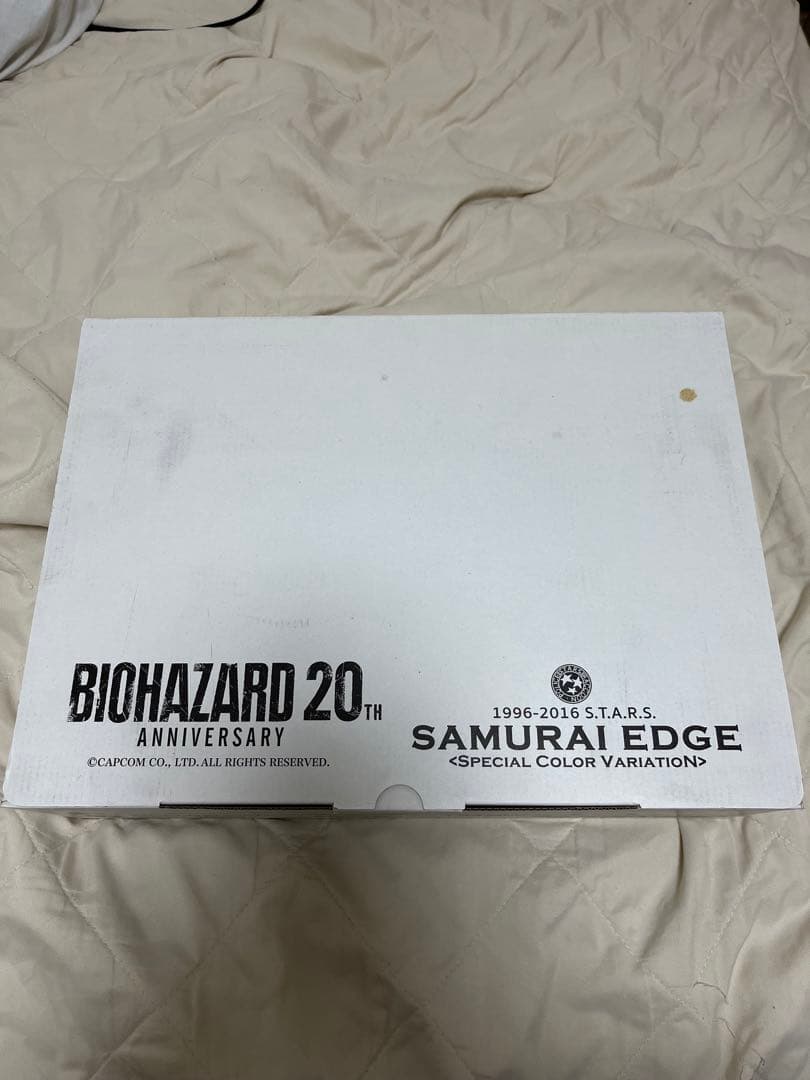 BIOHAZARD 20TH
ANNIVERSARY
©CAPCOM CO., LTD. ALL RIGHTS RESERVED.
1996-2016 S.T.A.R.S.
SAMURAI EDGE
<SPECIAL COLOR VARIATION>